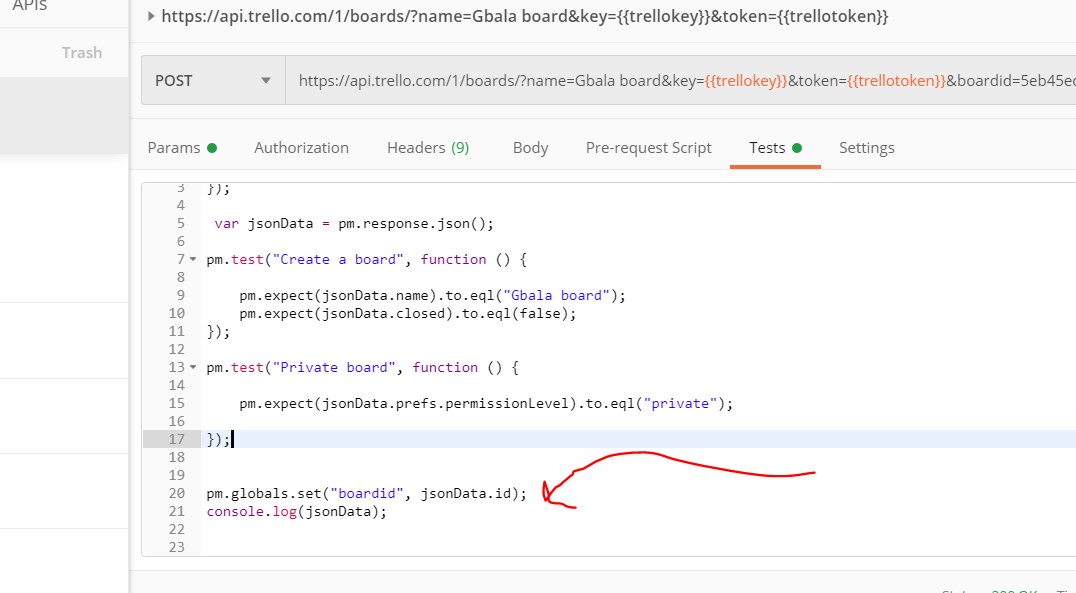 APIs
Trash
https://api.trello.com/1/boards/?name=Gbala board&key={{trellokey}}&token={{trellotoken}}
POST
https://api.trello.com/1/boards/?name=Gbala board&key={{trellokey}}&token={{trellotoken}}&boardid=5eb45ec
Params
Authorization
Headers (9)
Body
Pre-request Script
Tests
Settings
3 });
4
5 var jsonData = pm.response.json();
6
7 pm.test("Create a board", function () {
8
9 pm.expect(jsonData.name).to.eql("Gbala board");
10 pm.expect(jsonData.closed).to.eql(false);
11 });
12
13 pm.test("Private board", function () {
14
15 pm.expect(jsonData.prefs.permissionLevel).to.eql("private");
16
17 });
18
19
20 pm.globals.set("boardid", jsonData.id);
21 console.log(jsonData);
22
23